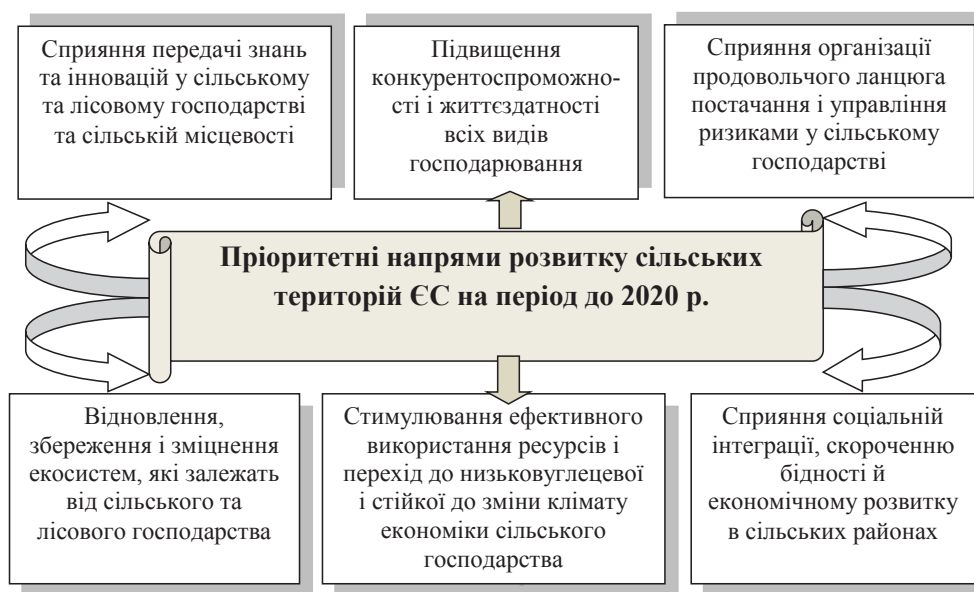 Сприяння передачі знань
та інновацій у сільському
та лісовому господарстві
та сільській місцевості
Підвищення
конкурентоспроможно-
сті і життєздатності
всіх видів
господарювання
Сприяння організації
продовольчого ланцюга
постачання і управління
ризиками у сільському
господарстві
Пріоритетні напрями розвитку сільських
територій ЄС на період до 2020 р.
Відновлення,
збереження і зміцнення
екосистем, які залежать
від сільського та
лісового господарства
Стимулювання ефективного
використання ресурсів і
перехід до низьковуглецевої
і стійкої до зміни клімату
економіки сільського
господарства
Сприяння соціальній
інтеграції, скороченню
бідності й
економічному розвитку
в сільських районах